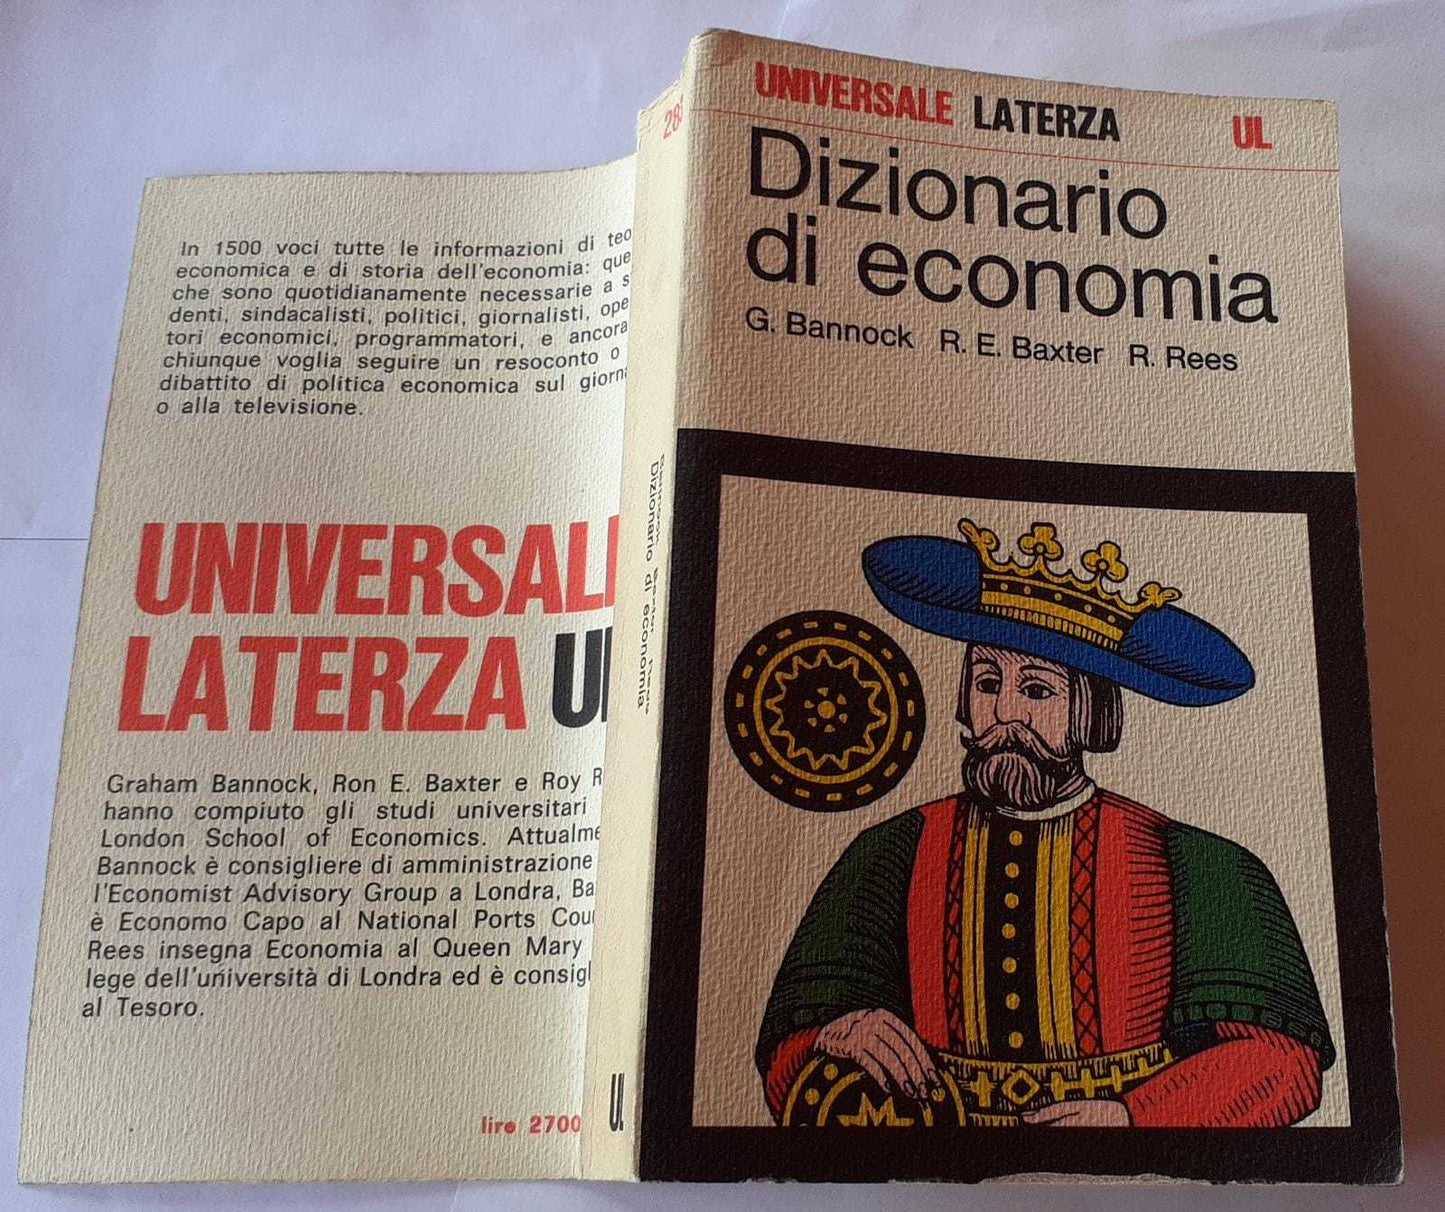 In 1500 voci tutte le informazioni di teo
economica e di storia dell'economia: que
che sono quotidianamente necessarie a s
denti, sindacalisti, politici, giornalisti, ope
tori economici, programmatori, e ancora
chiunque voglia seguire un resoconto o
dibattito di politica economica sul giorna
o alla televisione.
UNIVERSALE
LATERZA
Graham Bannock, Ron E. Baxter e Roy R
hanno compiuto gli studi universitari
London School of Economics. Attualme
Bannock è consigliere di amministrazione
l'Economist Advisory Group a Londra, Ba
è Economo Capo al National Ports Cou
Rees insegna Economia al Queen Mary
lege dell'università di Londra ed è consigl
al Tesoro.
lire 2700
Dizionario di economia
UL
UNIVERSALE LATERZA UL
Dizionario
di economia
G. Bannock R. E. Baxter R. Rees